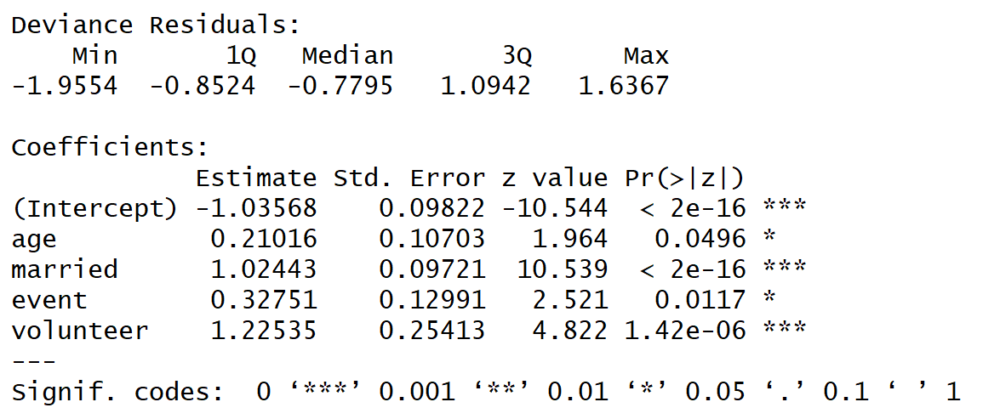 Deviance Residuals:
    Min       1Q   Median       3Q      Max
-1.9554  -0.8524  -0.7795   1.0942   1.6367

Coefficients:
            Estimate Std. Error z value Pr(>|z|)
(Intercept) -1.03568    0.09822 -10.544  < 2e-16 ***
age          0.21016    0.10703   1.964   0.0496 *
married      1.02443    0.09721  10.539  < 2e-16 ***
event        0.32751    0.12991   2.521   0.0117 *
volunteer    1.22535    0.25413   4.822 1.42e-06 ***
---
Signif. codes:  0 ‘***’ 0.001 ‘**’ 0.01 ‘*’ 0.05 ‘.’ 0.1 ‘ ’ 1